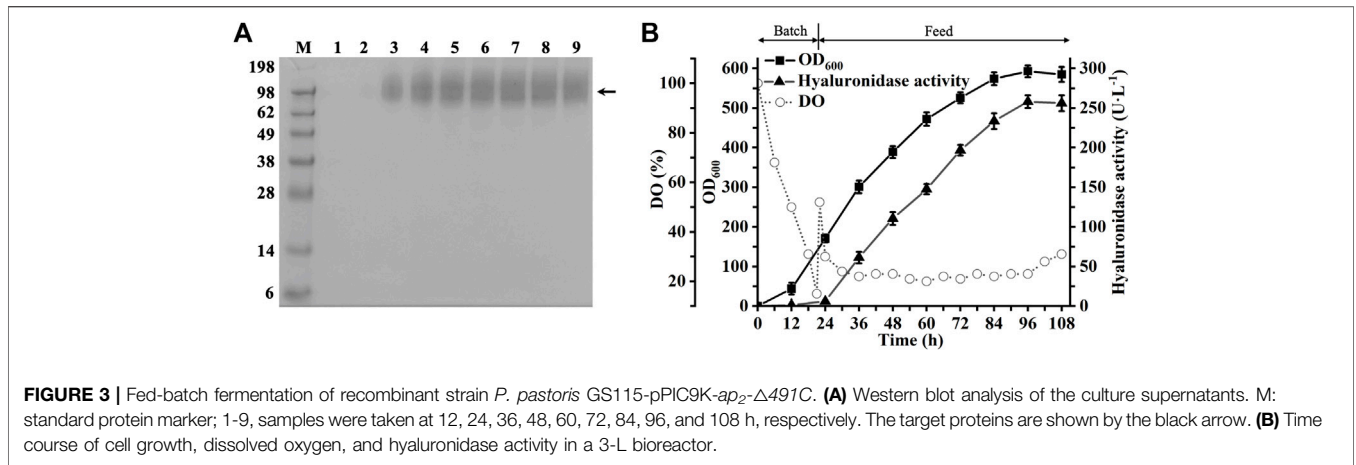 A
M 1 2 3 4 5 6 7 8 9
198
98
62
49
38
28
14
6
B
Batch Feed
OD600
Hyaluronidase activity
DO
DO (%)
100
80
60
40
20
OD600
600
500
400
300
200
100
0
Hyaluronidase activity (U·L-1)
300
250
200
150
100
50
0
0 12 24 36 48 60 72 84 96 108
Time (h)
FIGURE 3 | Fed-batch fermentation of recombinant strain P. pastoris GS115-pPIC9K-ap2-△491C. (A) Western blot analysis of the culture supernatants. M:
standard protein marker; 1-9, samples were taken at 12, 24, 36, 48, 60, 72, 84, 96, and 108 h, respectively. The target proteins are shown by the black arrow. (B) Time
course of cell growth, dissolved oxygen, and hyaluronidase activity in a 3-L bioreactor.